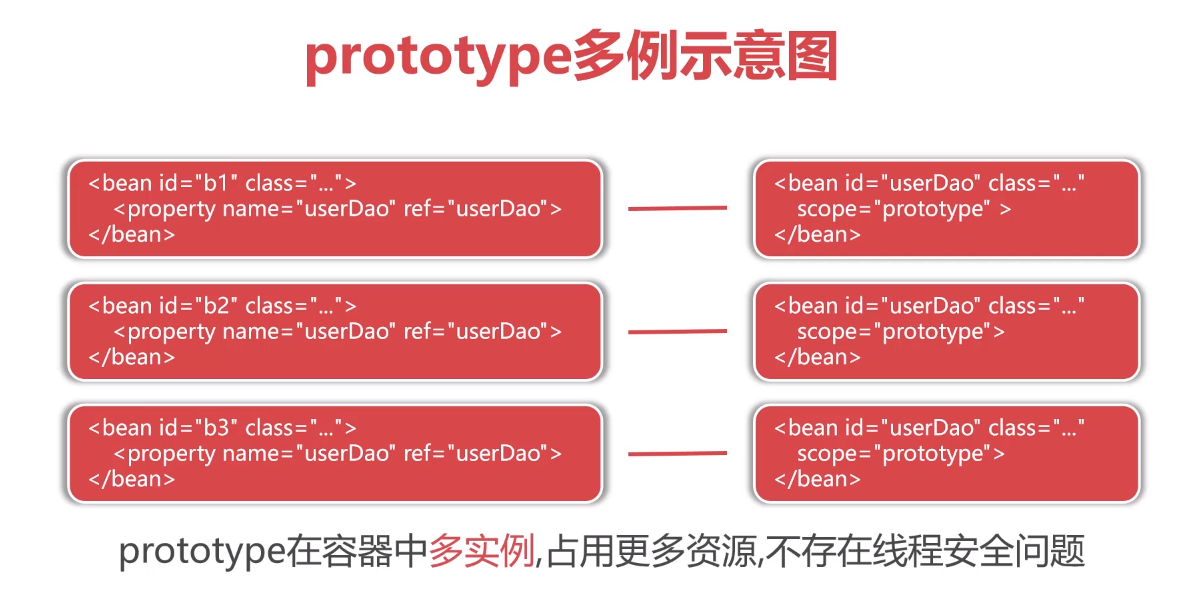 prototype多例示意图
<bean id="b1" class="...">
<property name="userDao" ref="userDao">
</bean>
<bean id="userDao" class="..."
scope="prototype" >
</bean>
<bean id="b2" class="...">
<property name="userDao" ref="userDao">
</bean>
<bean id="userDao" class="..."
scope="prototype">
</bean>
<bean id="b3" class="...">
<property name="userDao" ref="userDao">
</bean>
<bean id="userDao" class="..."
scope="prototype">
</bean>
prototype在容器中多实例,占用更多资源,不存在线程安全问题